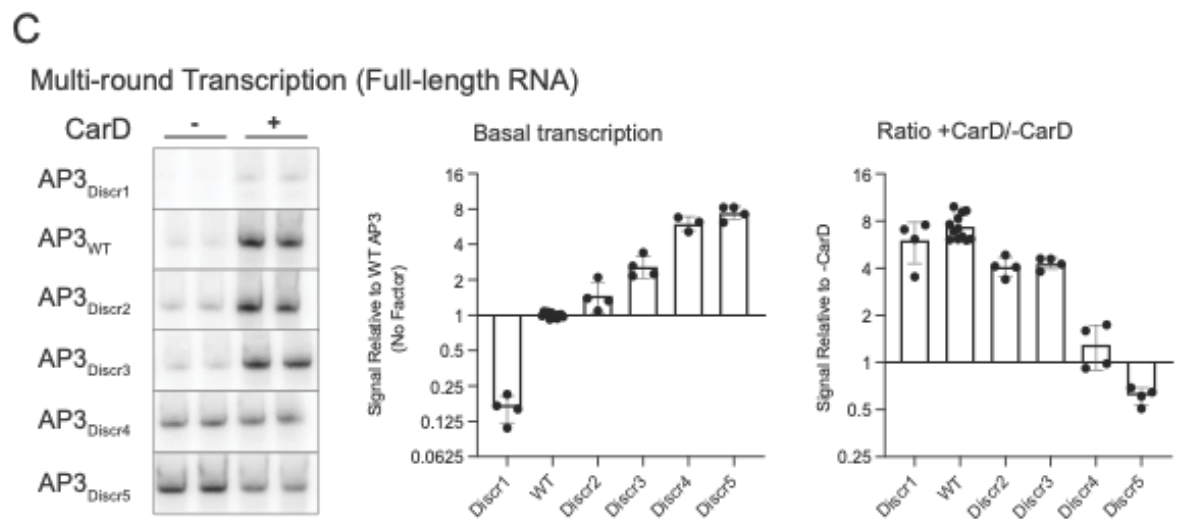 C
Multi-round Transcription (Full-length RNA)
CarD - +
AP3Discr1
AP3WT
AP3Discr2
AP3Discr3
AP3Discr4
AP3Discr5
Basal transcription
Signal Relative to WT AP3
(No Factor)
16
8
4
2
1
0.5
0.25
0.125
0.0625
Discr1 WT Discr2 Discr3 Discr4 Discr5
Ratio +CarD/-CarD
Signal Relative to -CarD
16
8
4
2
1
0.5
0.25
Discr1 WT Discr2 Discr3 Discr4 Discr5